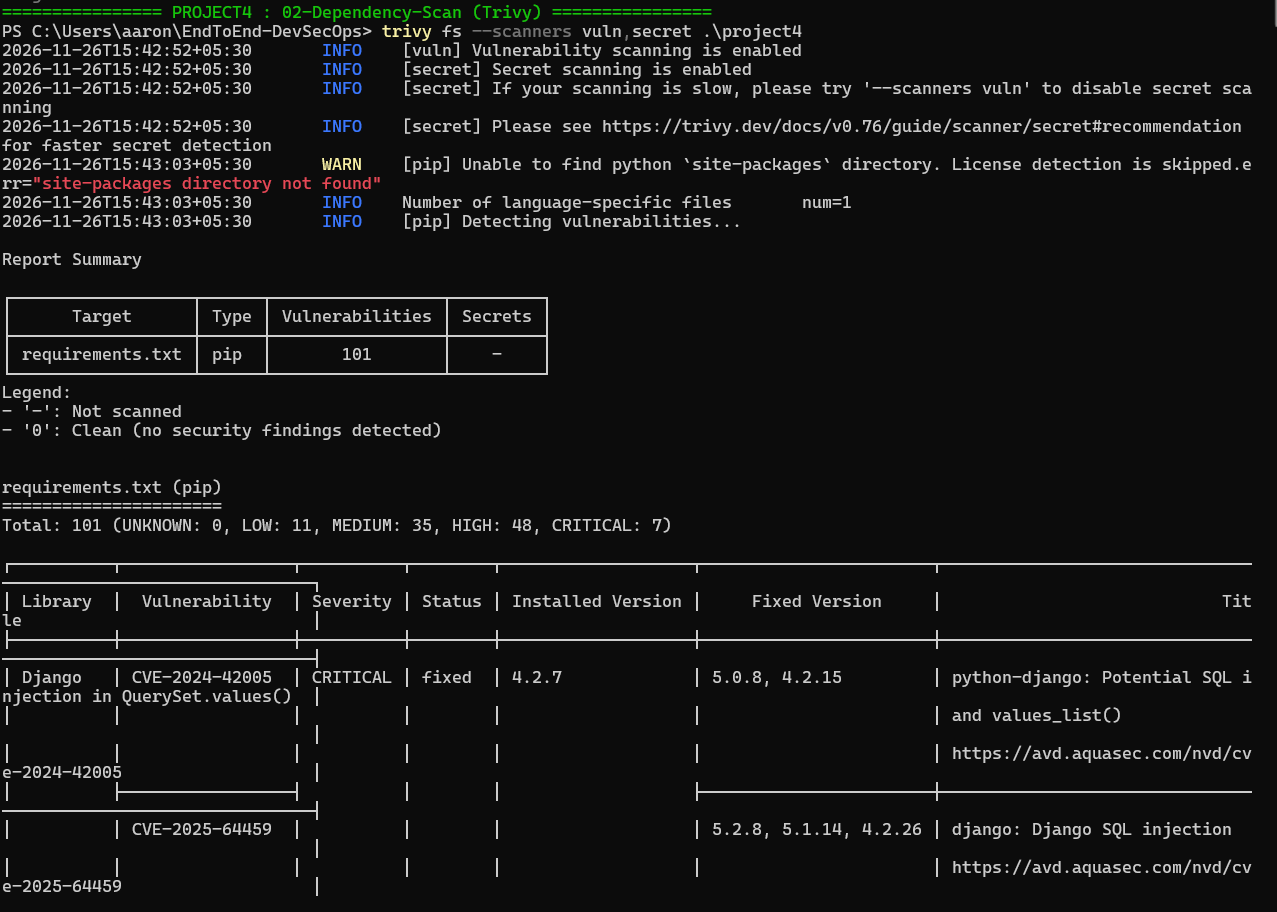 ================ PROJECT4 : 02-Dependency-Scan (Trivy) ================
PS C:\Users\aaron\EndToEnd-DevSecOps> trivy fs --scanners vuln,secret .\project4
2026-11-26T15:42:52+05:30       INFO    [vuln] Vulnerability scanning is enabled
2026-11-26T15:42:52+05:30       INFO    [secret] Secret scanning is enabled
2026-11-26T15:42:52+05:30       INFO    [secret] If your scanning is slow, please try '--scanners vuln' to disable secret sca
nning
2026-11-26T15:42:52+05:30       INFO    [secret] Please see https://trivy.dev/docs/v0.76/guide/scanner/secret#recommendation
for faster secret detection
2026-11-26T15:43:03+05:30       WARN    [pip] Unable to find python `site-packages` directory. License detection is skipped.e
rr="site-packages directory not found"
2026-11-26T15:43:03+05:30       INFO    Number of language-specific files       num=1
2026-11-26T15:43:03+05:30       INFO    [pip] Detecting vulnerabilities...
Report Summary
Target Type Vulnerabilities Secrets
requirements.txt pip 101 -
Legend:
- '-': Not scanned
- '0': Clean (no security findings detected)
requirements.txt (pip)
======================
Total: 101 (UNKNOWN: 0, LOW: 11, MEDIUM: 35, HIGH: 48, CRITICAL: 7)
Library Vulnerability Severity Status Installed Version Fixed Version Tit
le
Django CVE-2024-42005 CRITICAL fixed 4.2.7 5.0.8, 4.2.15 python-django: Potential SQL i
njection in QuerySet.values()
and values_list()
https://avd.aquasec.com/nvd/cv
e-2024-42005
CVE-2025-64459 5.2.8, 5.1.14, 4.2.26 django: Django SQL injection
https://avd.aquasec.com/nvd/cv
e-2025-64459